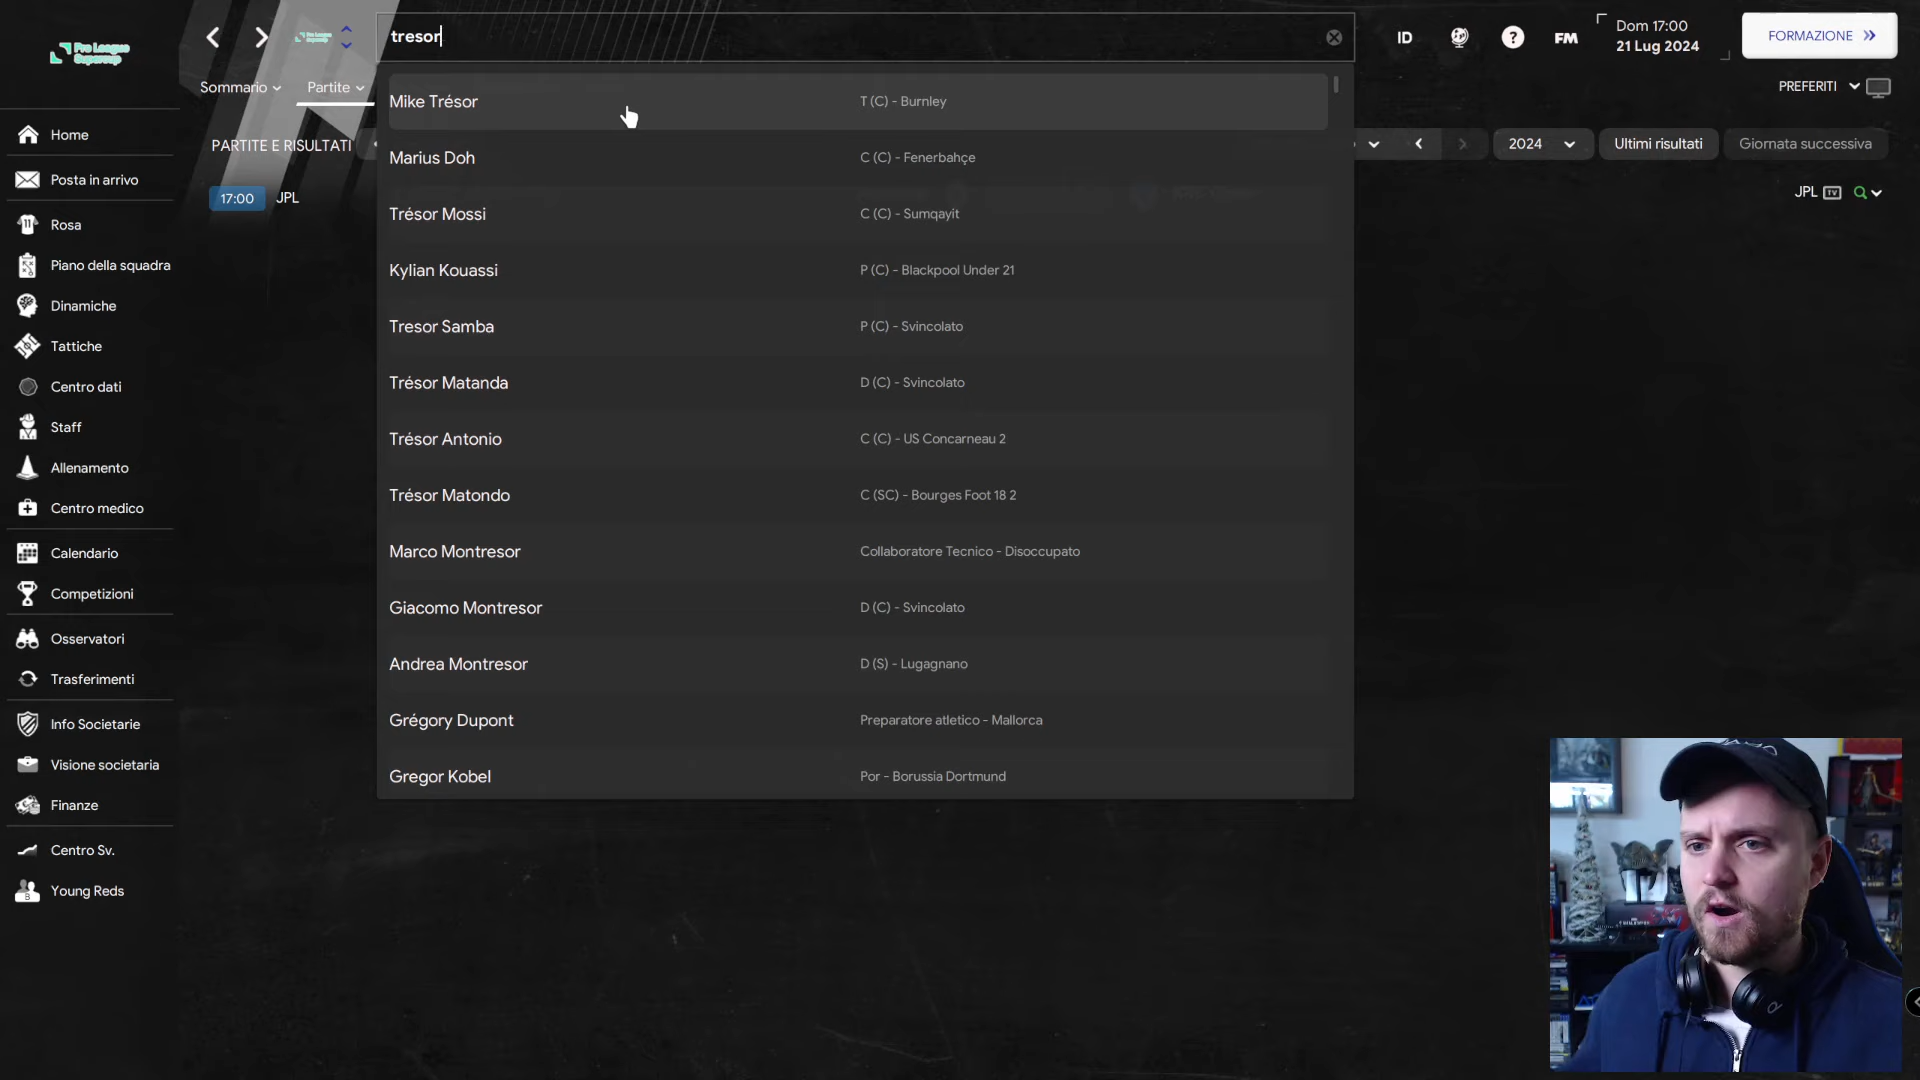 Pro League
Supercup
tresor
ID
FM
Dom 17:00
21 Lug 2024
FORMAZIONE
Sommario
Partite
PREFERITI
Home
PARTITE E RISULTATI
2024
Ultimi risultati
Giornata successiva
17:00
JPL
JPL
TV
Posta in arrivo
Rosa
Piano della squadra
Dinamiche
Tattiche
Centro dati
Staff
Allenamento
Centro medico
Calendario
Competizioni
Osservatori
Trasferimenti
Info Societarie
Visione societaria
Finanze
Centro Sv.
Young Reds
Mike Trésor T (C) - Burnley
Marius Doh C (C) - Fenerbahçe
Trésor Mossi C (C) - Sumqayit
Kylian Kouassi P (C) - Blackpool Under 21
Tresor Samba P (C) - Svincolato
Trésor Matanda D (C) - Svincolato
Trésor Antonio C (C) - US Concarneau 2
Trésor Matondo C (SC) - Bourges Foot 18 2
Marco Montresor Collaboratore Tecnico - Disoccupato
Giacomo Montresor D (C) - Svincolato
Andrea Montresor D (S) - Lugagnano
Grégory Dupont Preparatore atletico - Mallorca
Gregor Kobel Por - Borussia Dortmund